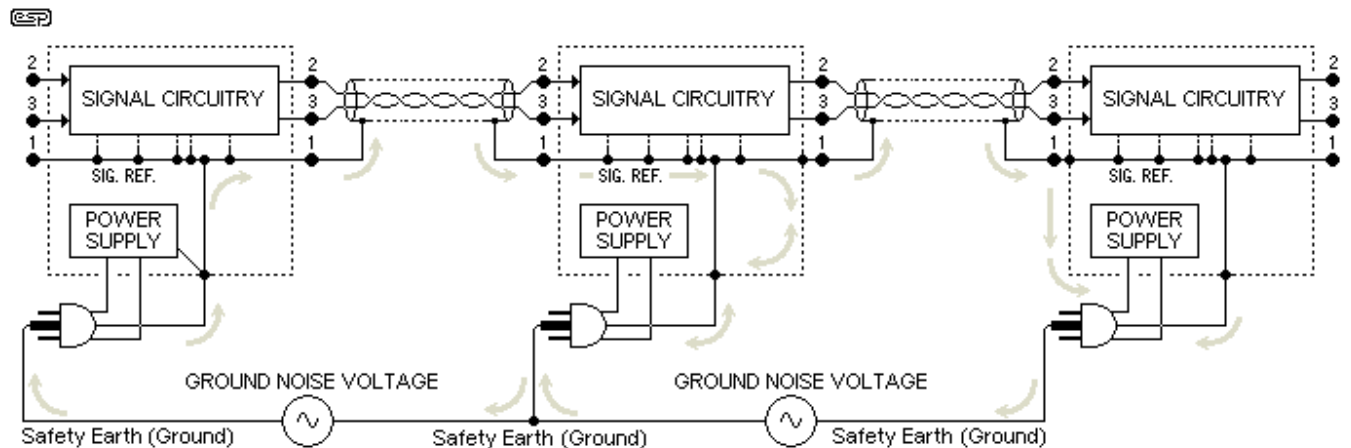 esp
2 2 2 2 2 2
SIGNAL CIRCUITRY SIGNAL CIRCUITRY SIGNAL CIRCUITRY
3 3 3 3 3 3
1 1 1 1 1 1
SIG. REF. SIG. REF. SIG. REF.
POWER POWER POWER
SUPPLY SUPPLY SUPPLY
GROUND NOISE VOLTAGE GROUND NOISE VOLTAGE
Safety Earth (Ground) Safety Earth (Ground) Safety Earth (Ground)